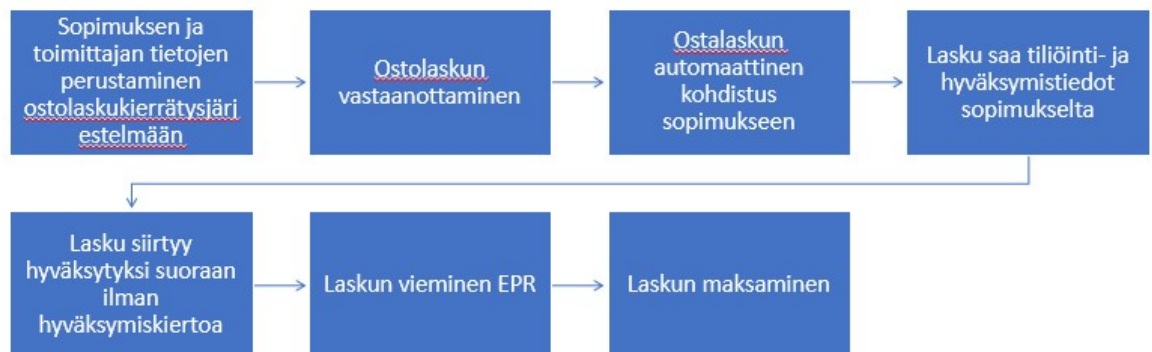 Sopimuksen ja
toimittajan tietojen
perustaminen
ostolaskukierrätysjärj
estelmään
Ostolaskun
vastaanottaminen
Ostalaskun
automaattinen
kohdistus
sopimukseen
Lasku saa tiliöinti- ja
hyväksymistiedot
sopimukselta
Lasku siirtyy
hyväksytyksi suoraan
ilman
hyväksymiskiertoa
Laskun vieminen EPR
Laskun maksaminen